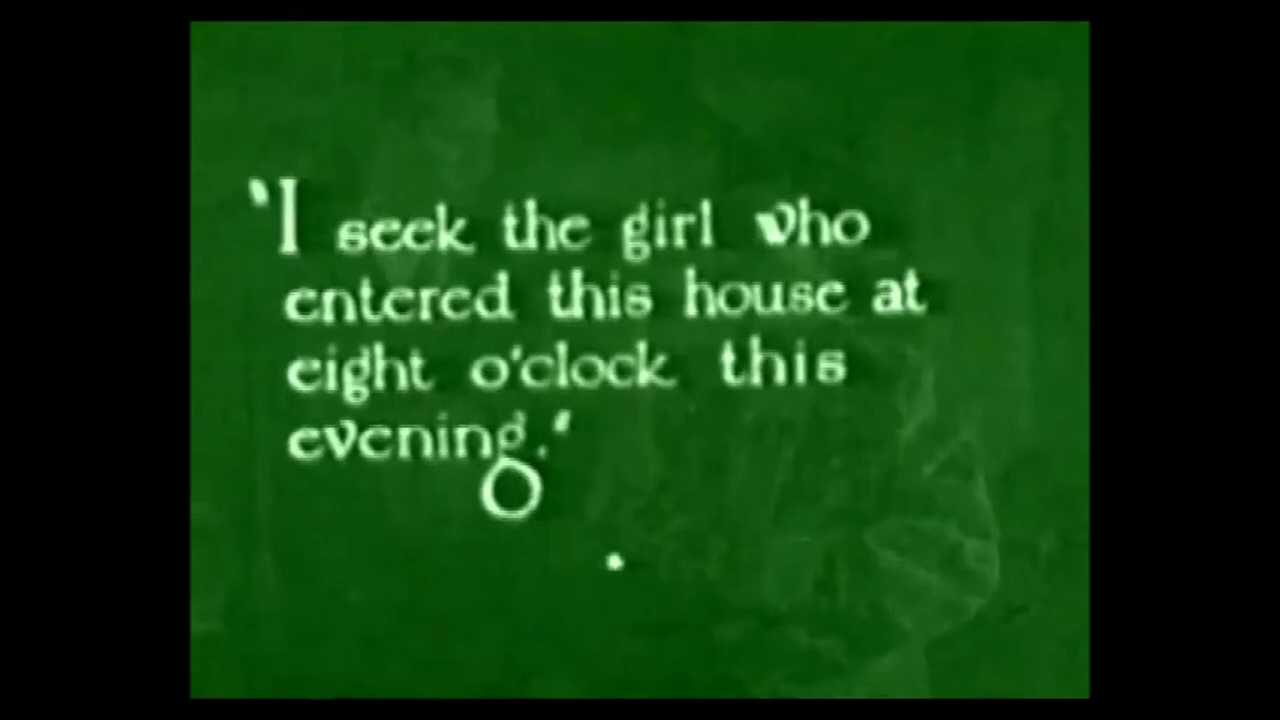 "I seek the girl who
entered this house at
eight o'clock this
evening."